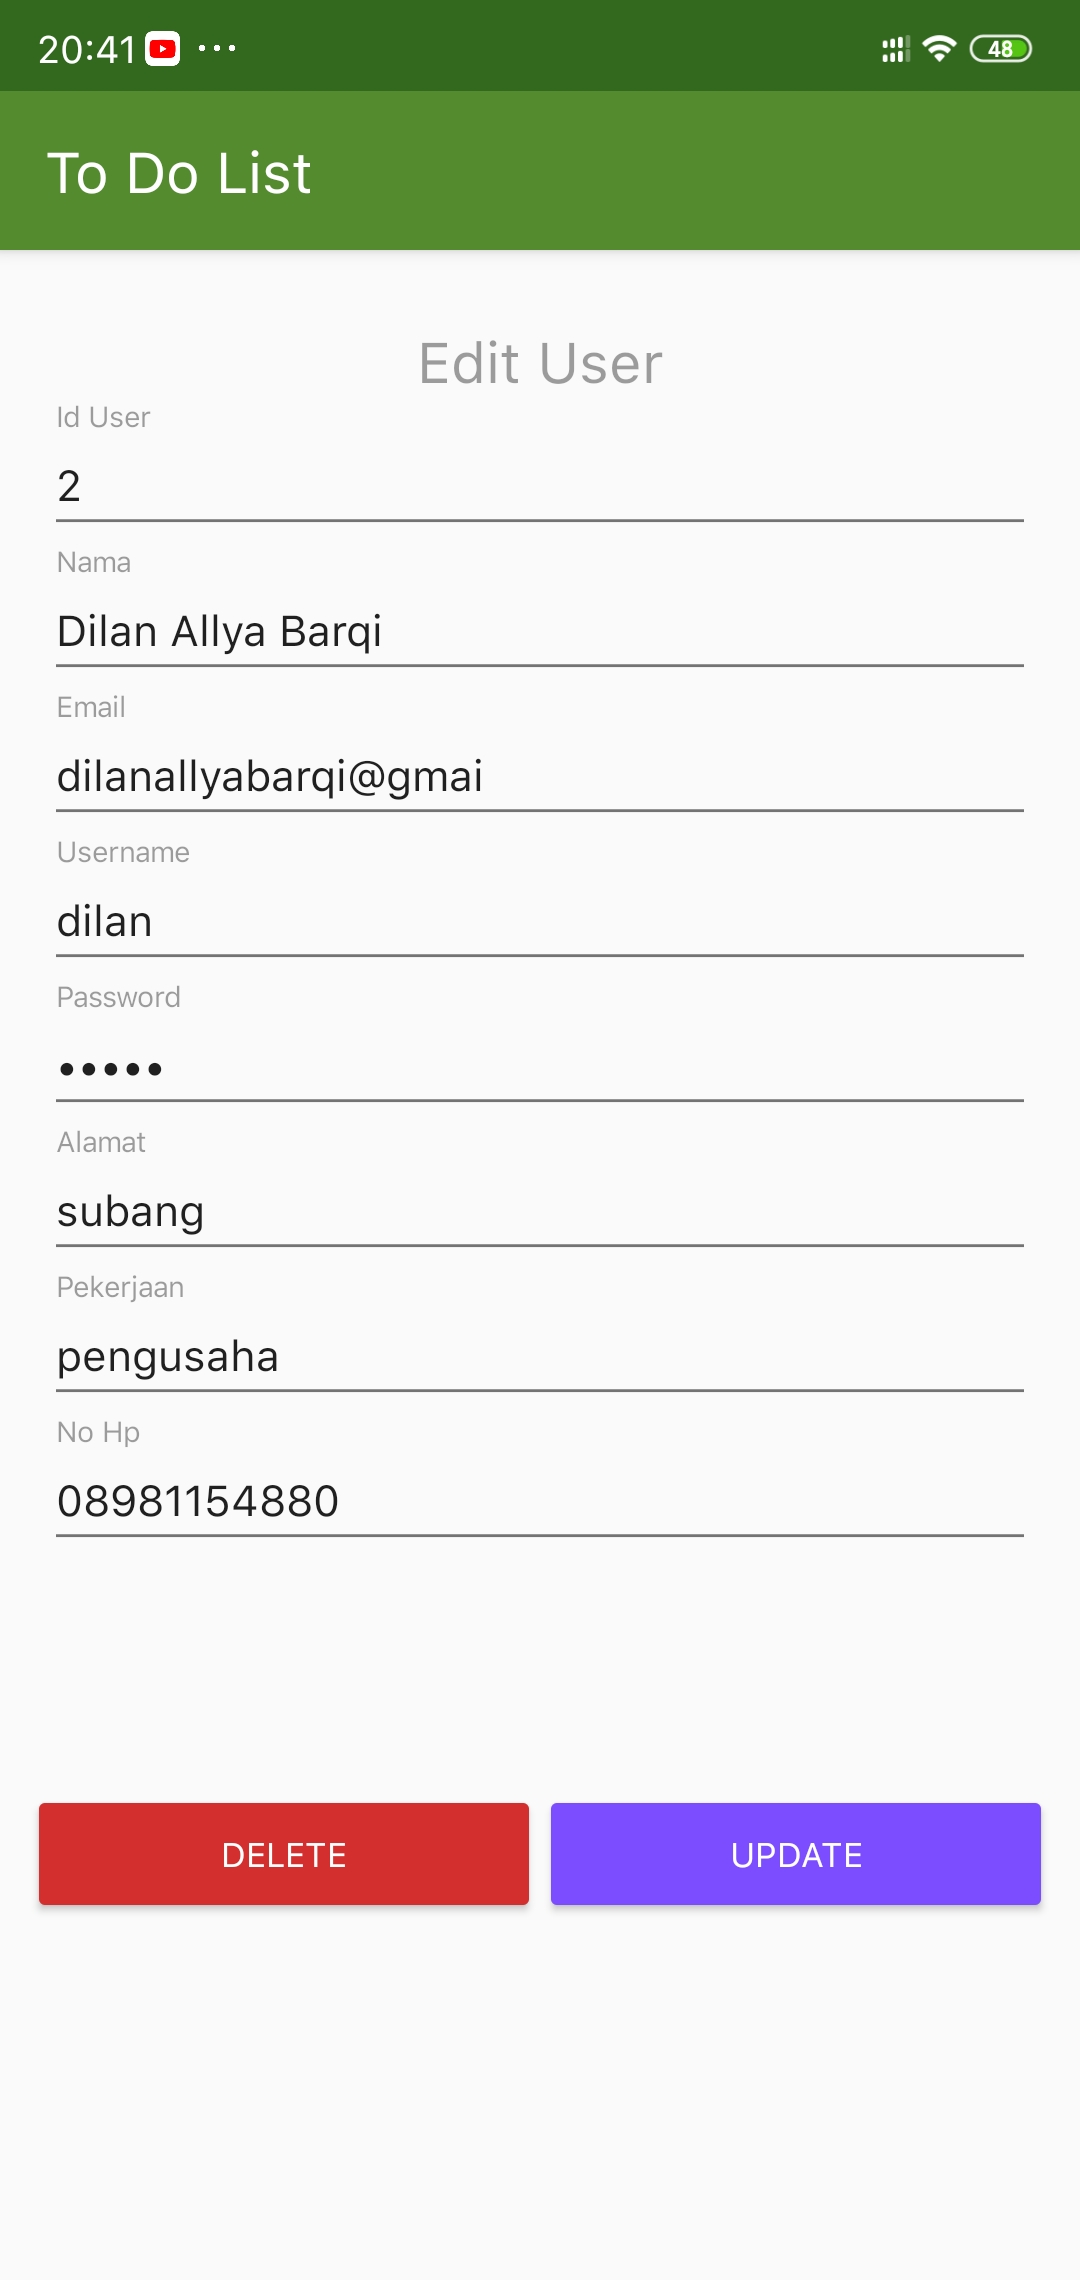 20:41
48
To Do List
Edit User
Id User
2
Nama
Dilan Allya Barqi
Email
dilanallyabarqi@gmai
Username
dilan
Password
•••••
Alamat
subang
Pekerjaan
pengusaha
No Hp
08981154880
DELETE UPDATE